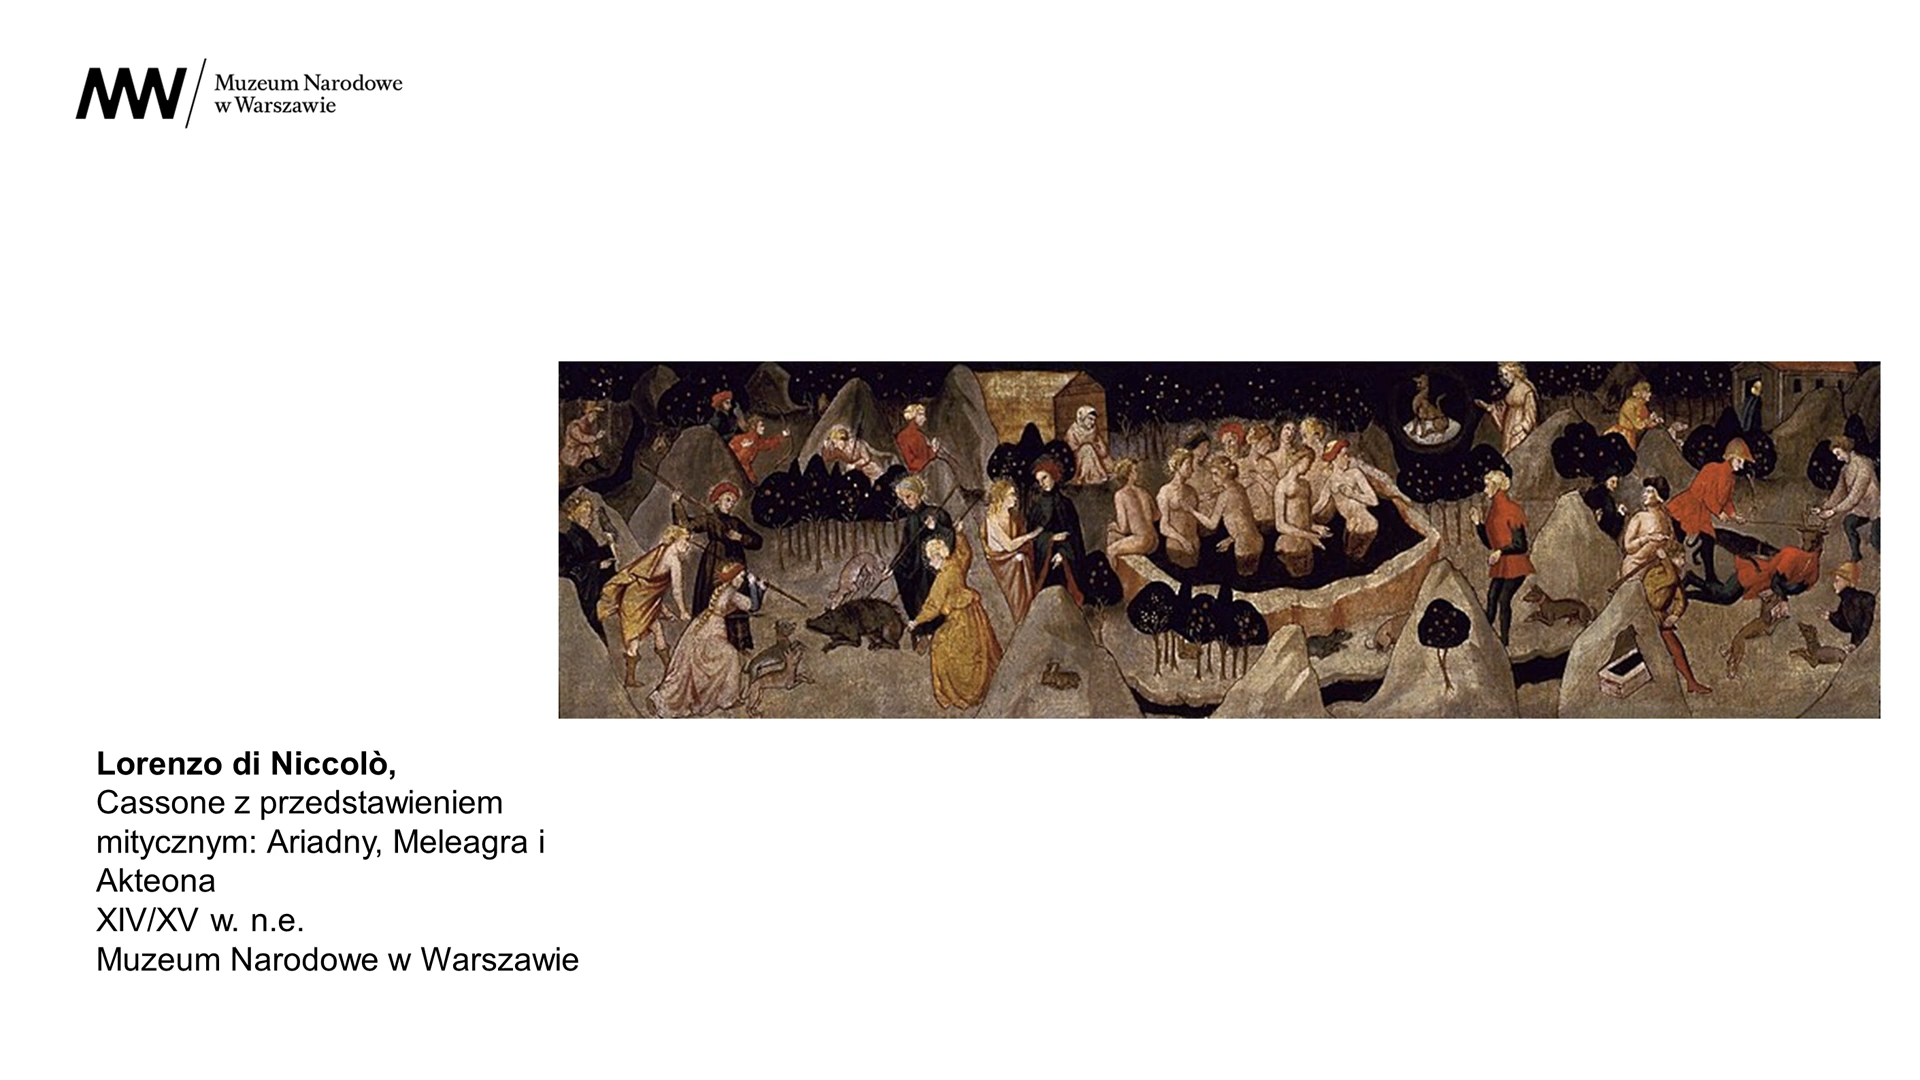 MNW / Muzeum Narodowe
w Warszawie
Lorenzo di Niccolò,
Cassone z przedstawieniem
mitycznym: Ariadny, Meleagra i
Akteona
XIV/XV w. n.e.
Muzeum Narodowe w Warszawie